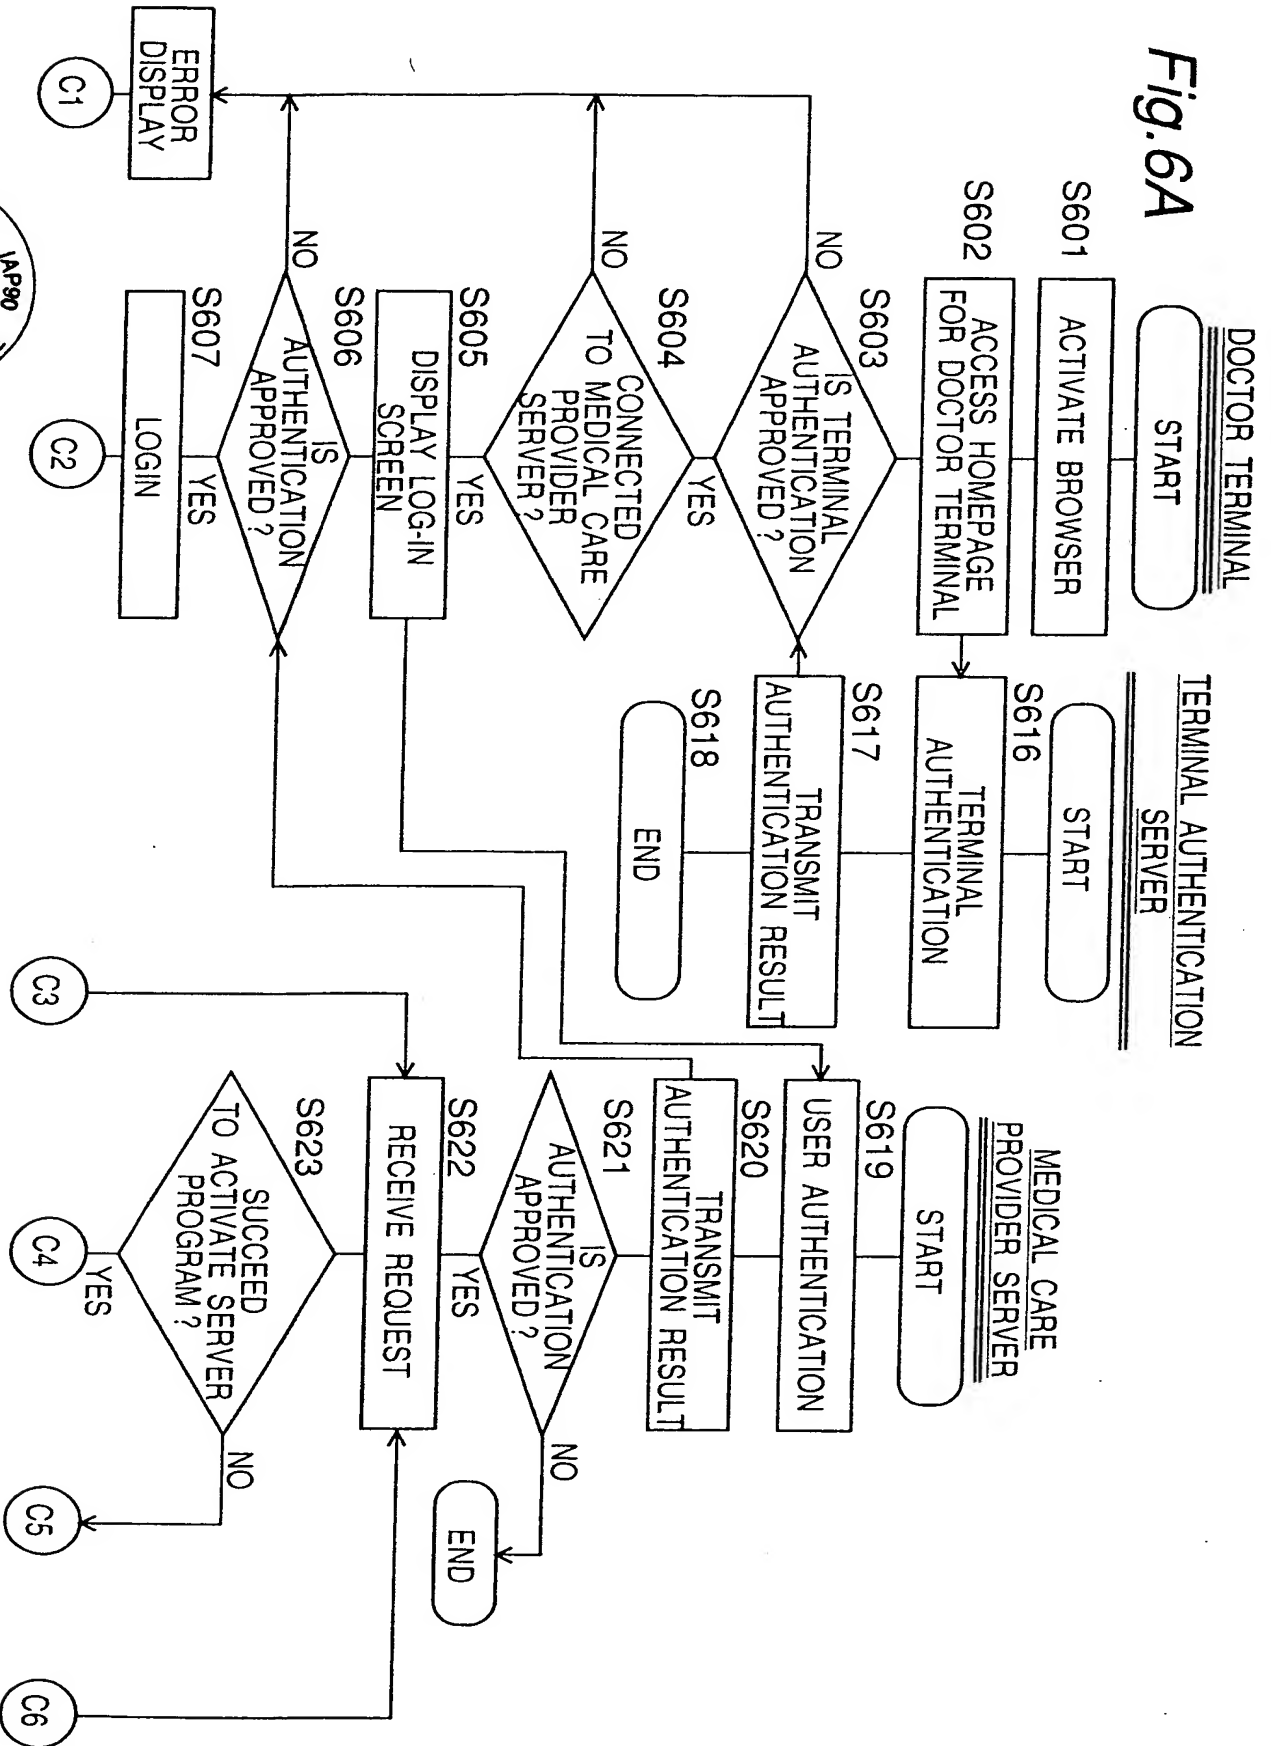 Fig.6A
DOCTOR TERMINAL
START
S601
ACTIVATE BROWSER
S602
ACCESS HOMEPAGE
FOR DOCTOR TERMINAL
S603
IS TERMINAL
AUTHENTICATION
APPROVED ?
NO
YES
S604
CONNECTED
TO MEDICAL CARE
PROVIDER
SERVER ?
NO
YES
S605
DISPLAY LOG-IN
SCREEN
S606
IS
AUTHENTICATION
APPROVED ?
NO
YES
S607
LOGIN
C2
ERROR
DISPLAY
C1
TERMINAL AUTHENTICATION
SERVER
START
S616
TERMINAL
AUTHENTICATION
S617
TRANSMIT
AUTHENTICATION RESULT
S618
END
MEDICAL CARE
PROVIDER SERVER
START
S619
USER AUTHENTICATION
S620
TRANSMIT
AUTHENTICATION RESULT
S621
IS
AUTHENTICATION
APPROVED ?
NO
END
YES
S622
RECEIVE REQUEST
C3
S623
SUCCEED
TO ACTIVATE SERVER
PROGRAM ?
NO
YES
C4
C5
C6
IAP90